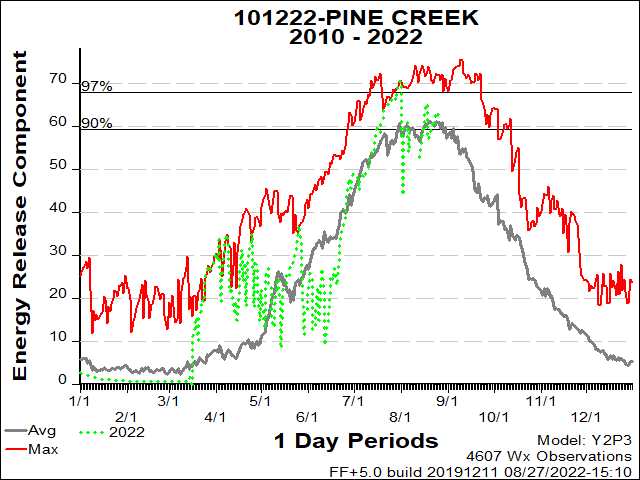 101222-PINE CREEK
2010 - 2022
Energy Release Component
70
97%
60
90%
50
40
30
20
10
0
1/1 3/1 5/1 7/1 9/1 11/1
2/1 4/1 6/1 8/1 10/1 12/1
Avg 2022
Max
1 Day Periods
Model: Y2P3
4607 Wx Observations
FF+5.0 build 20191211 08/27/2022-15:10